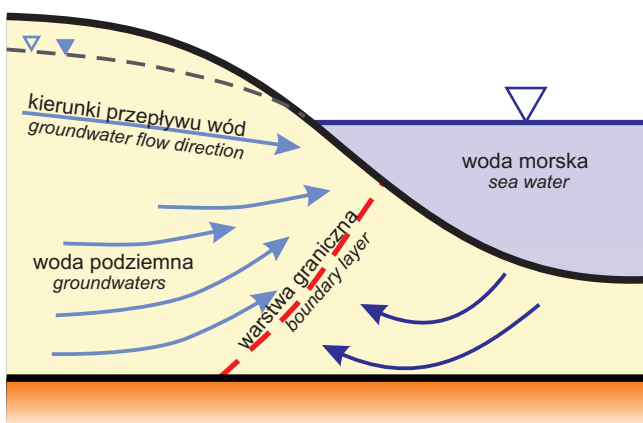 kierunki przepływu wód
groundwater flow direction
woda morska
sea water
woda podziemna
groundwaters
warstwa graniczna
boundary layer